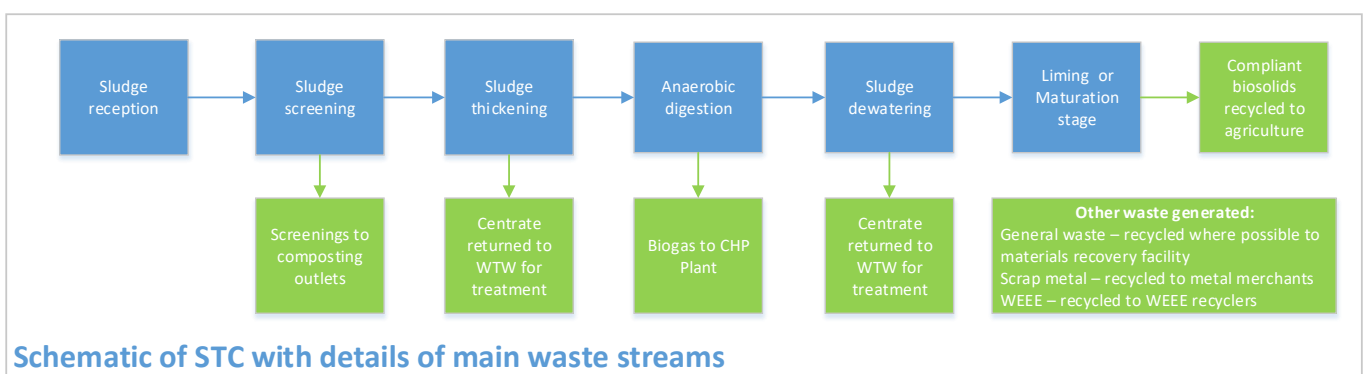 Sludge
reception
Sludge
screening
Sludge
thickening
Anaerobic
digestion
Sludge
dewatering
Liming or
Maturation
stage
Compliant
biosolids
recycled to
agriculture
Screenings to
composting
outlets
Centrate
returned to
WTW for
treatment
Biogas to CHP
Plant
Centrate
returned to
WTW for
treatment
Other waste generated:
General waste – recycled where possible to
materials recovery facility
Scrap metal – recycled to metal merchants
WEEE – recycled to WEEE recyclers
Schematic of STC with details of main waste streams